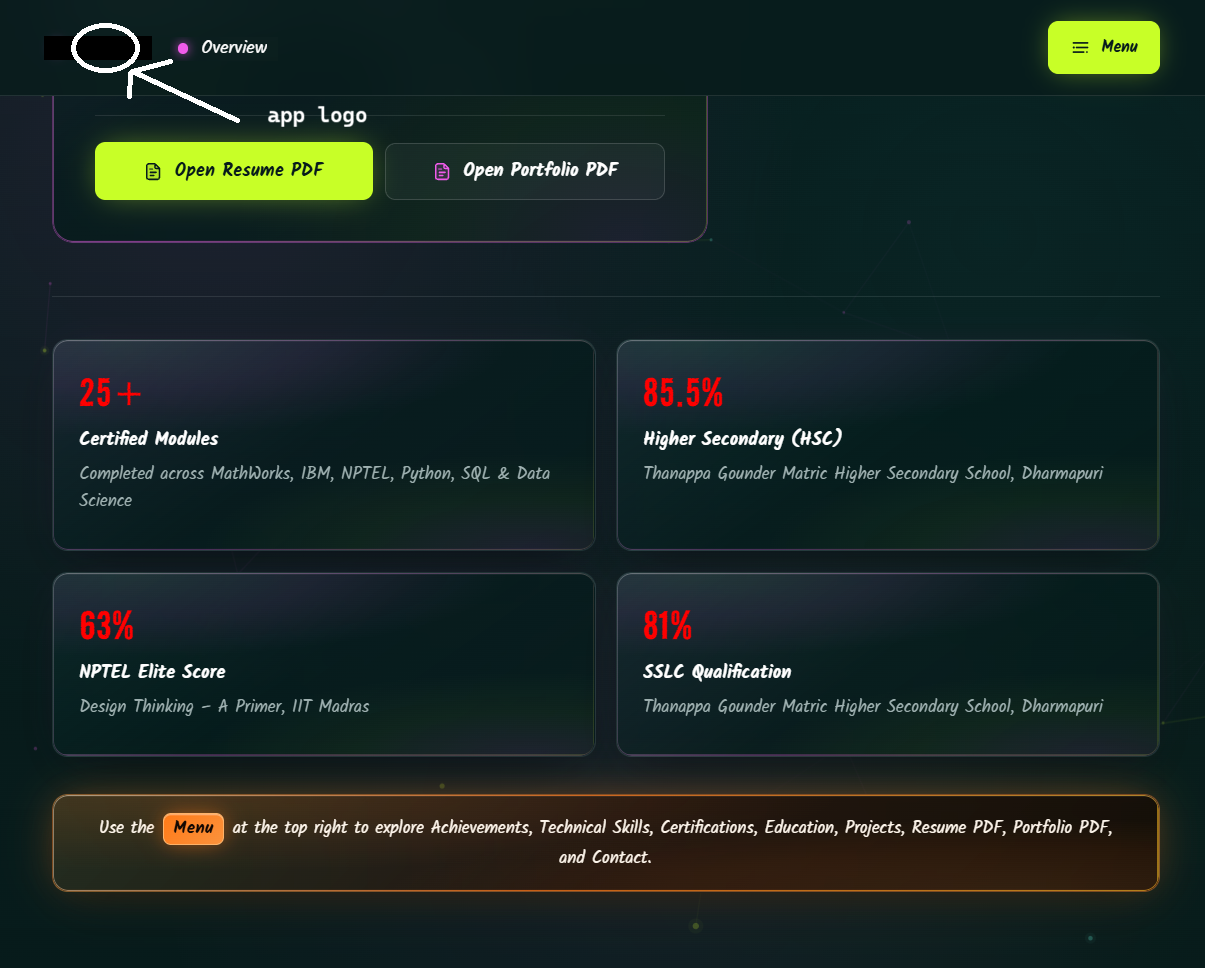 Overview
Menu
app logo
Open Resume PDF
Open Portfolio PDF
25+
Certified Modules
Completed across MathWorks, IBM, NPTEL, Python, SQL & Data
Science
85.5%
Higher Secondary (HSC)
Thanappa Gounder Matric Higher Secondary School, Dharmapuri
63%
NPTEL Elite Score
Design Thinking – A Primer, IIT Madras
81%
SSLC Qualification
Thanappa Gounder Matric Higher Secondary School, Dharmapuri
Use the Menu at the top right to explore Achievements, Technical Skills, Certifications, Education, Projects, Resume PDF, Portfolio PDF,
and Contact.